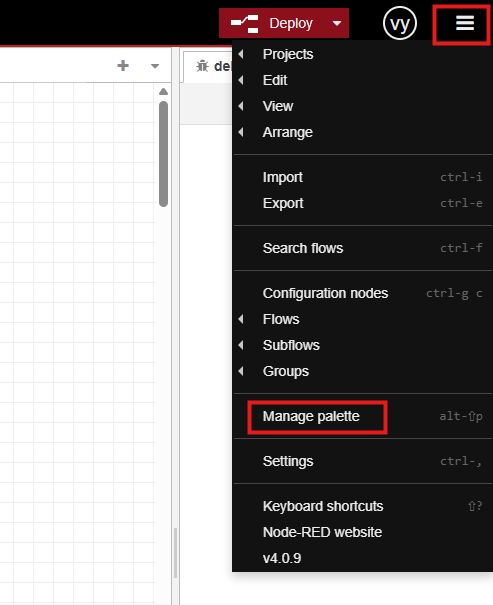 Deploy
vy
del
Projects
Edit
View
Arrange
Import ctrl-i
Export ctrl-e
Search flows ctrl-f
Configuration nodes ctrl-g c
Flows
Subflows
Groups
Manage palette alt-⇧p
Settings ctrl-,
Keyboard shortcuts ⇧?
Node-RED website
v4.0.9